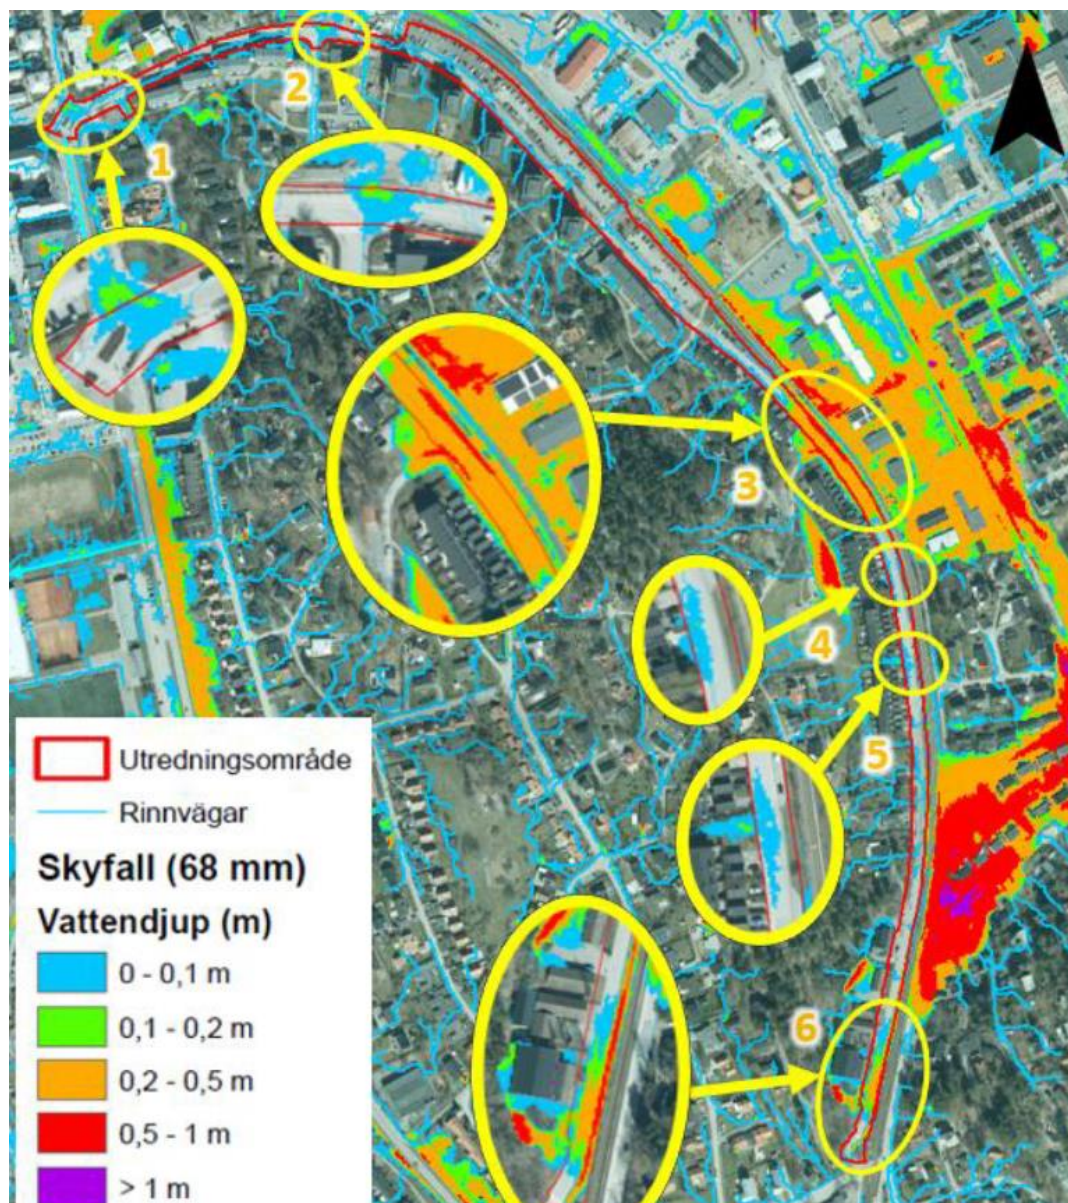 2
1
3
4
5
6
Utredningsområde
Rinnvägar
Skyfall (68 mm)
Vattendjup (m)
0 - 0,1 m
0,1 - 0,2 m
0,2 - 0,5 m
0,5 - 1 m
> 1 m